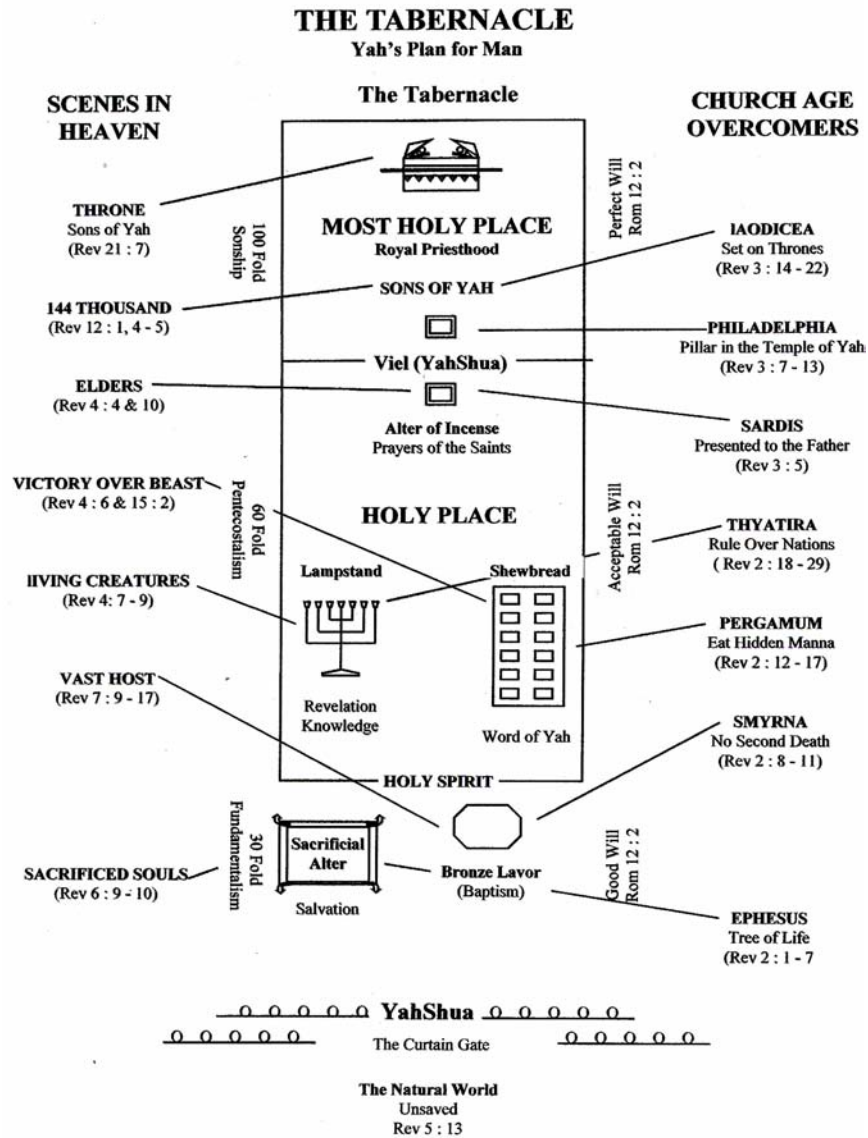 THE TABERNACLE
Yah's Plan for Man
SCENES IN
HEAVEN
The Tabernacle
CHURCH AGE
OVERCOMERS
THRONE
Sons of Yah
(Rev 21 : 7)
100 Fold
Sonship
MOST HOLY PLACE
Royal Priesthood
Perfect Will
Rom 12 : 2
IAODICEA
Set on Thrones
(Rev 3 : 14 - 22)
SONS OF YAH
144 THOUSAND
(Rev 12 : 1, 4 - 5)
PHILADELPHIA
Pillar in the Temple of Yah
(Rev 3 : 7 - 13)
Viel (YahShua)
ELDERS
(Rev 4 : 4 & 10)
Alter of Incense
Prayers of the Saints
SARDIS
Presented to the Father
(Rev 3 : 5)
VICTORY OVER BEAST
(Rev 4 : 6 & 15 : 2)
60 Fold
Pentecostalism
HOLY PLACE
Acceptable Will
Rom 12 : 2
THYATIRA
Rule Over Nations
( Rev 2 : 18 - 29)
Lampstand
Shewbread
IIVING CREATURES
(Rev 4: 7 - 9)
PERGAMUM
Eat Hidden Manna
(Rev 2 : 12 - 17)
VAST HOST
(Rev 7 : 9 - 17)
Revelation
Knowledge
Word of Yah
SMYRNA
No Second Death
(Rev 2 : 8 - 11)
HOLY SPIRIT
30 Fold
Fundamentalism
Sacrificial
Alter
Salvation
Bronze Lavor
(Baptism)
Good Will
Rom 12 : 2
SACRIFICED SOULS
(Rev 6 : 9 - 10)
EPHESUS
Tree of Life
(Rev 2 : 1 - 7
YahShua
The Curtain Gate
The Natural World
Unsaved
Rev 5 : 13